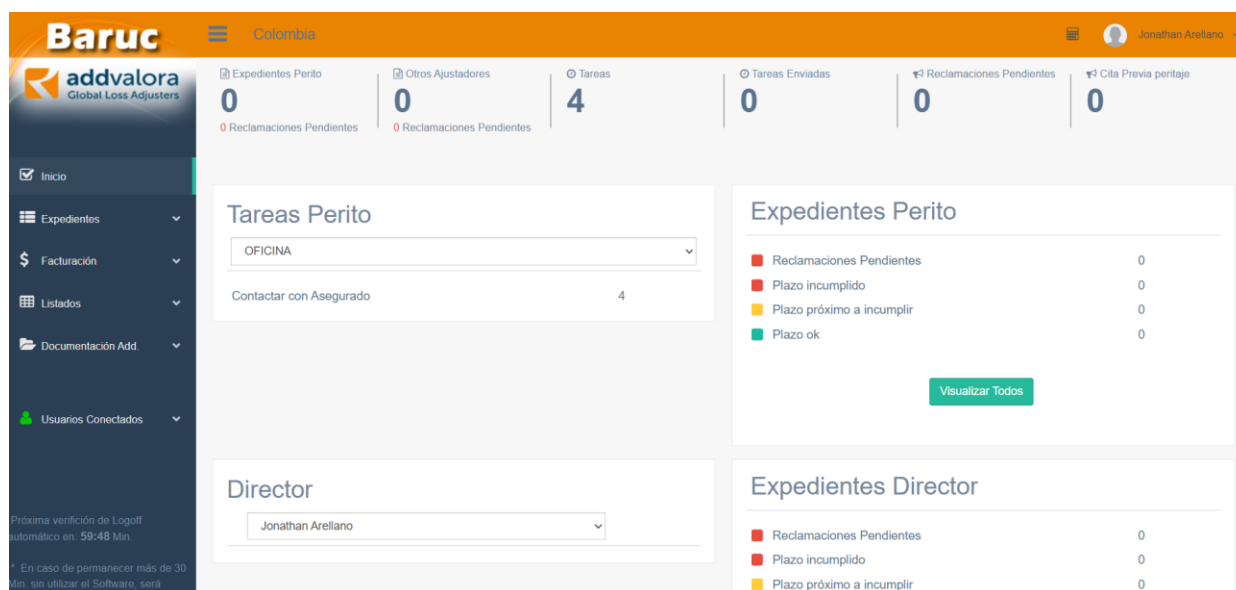 Baruc
Colombia
Jonathan Arellano
addvalora
Global Loss Adjusters
Expedientes Perito
0
0 Reclamaciones Pendientes
Otros Ajustadores
0
0 Reclamaciones Pendientes
Tareas
4
Tareas Enviadas
0
Reclamaciones Pendientes
0
Cita Previa peritaje
0
Inicio
Expedientes
Facturación
Listados
Documentación Add.
Usuarios Conectados
Próxima verifición de Logoff
automático en: 59:48 Min.
* En caso de permanecer más de 30
Min. sin utilizar el Software, será
Tareas Perito
OFICINA
Contactar con Asegurado 4
Expedientes Perito
Reclamaciones Pendientes 0
Plazo incumplido 0
Plazo próximo a incumplir 0
Plazo ok 0
Visualizar Todos
Director
Jonathan Arellano
Expedientes Director
Reclamaciones Pendientes 0
Plazo incumplido 0
Plazo próximo a incumplir 0